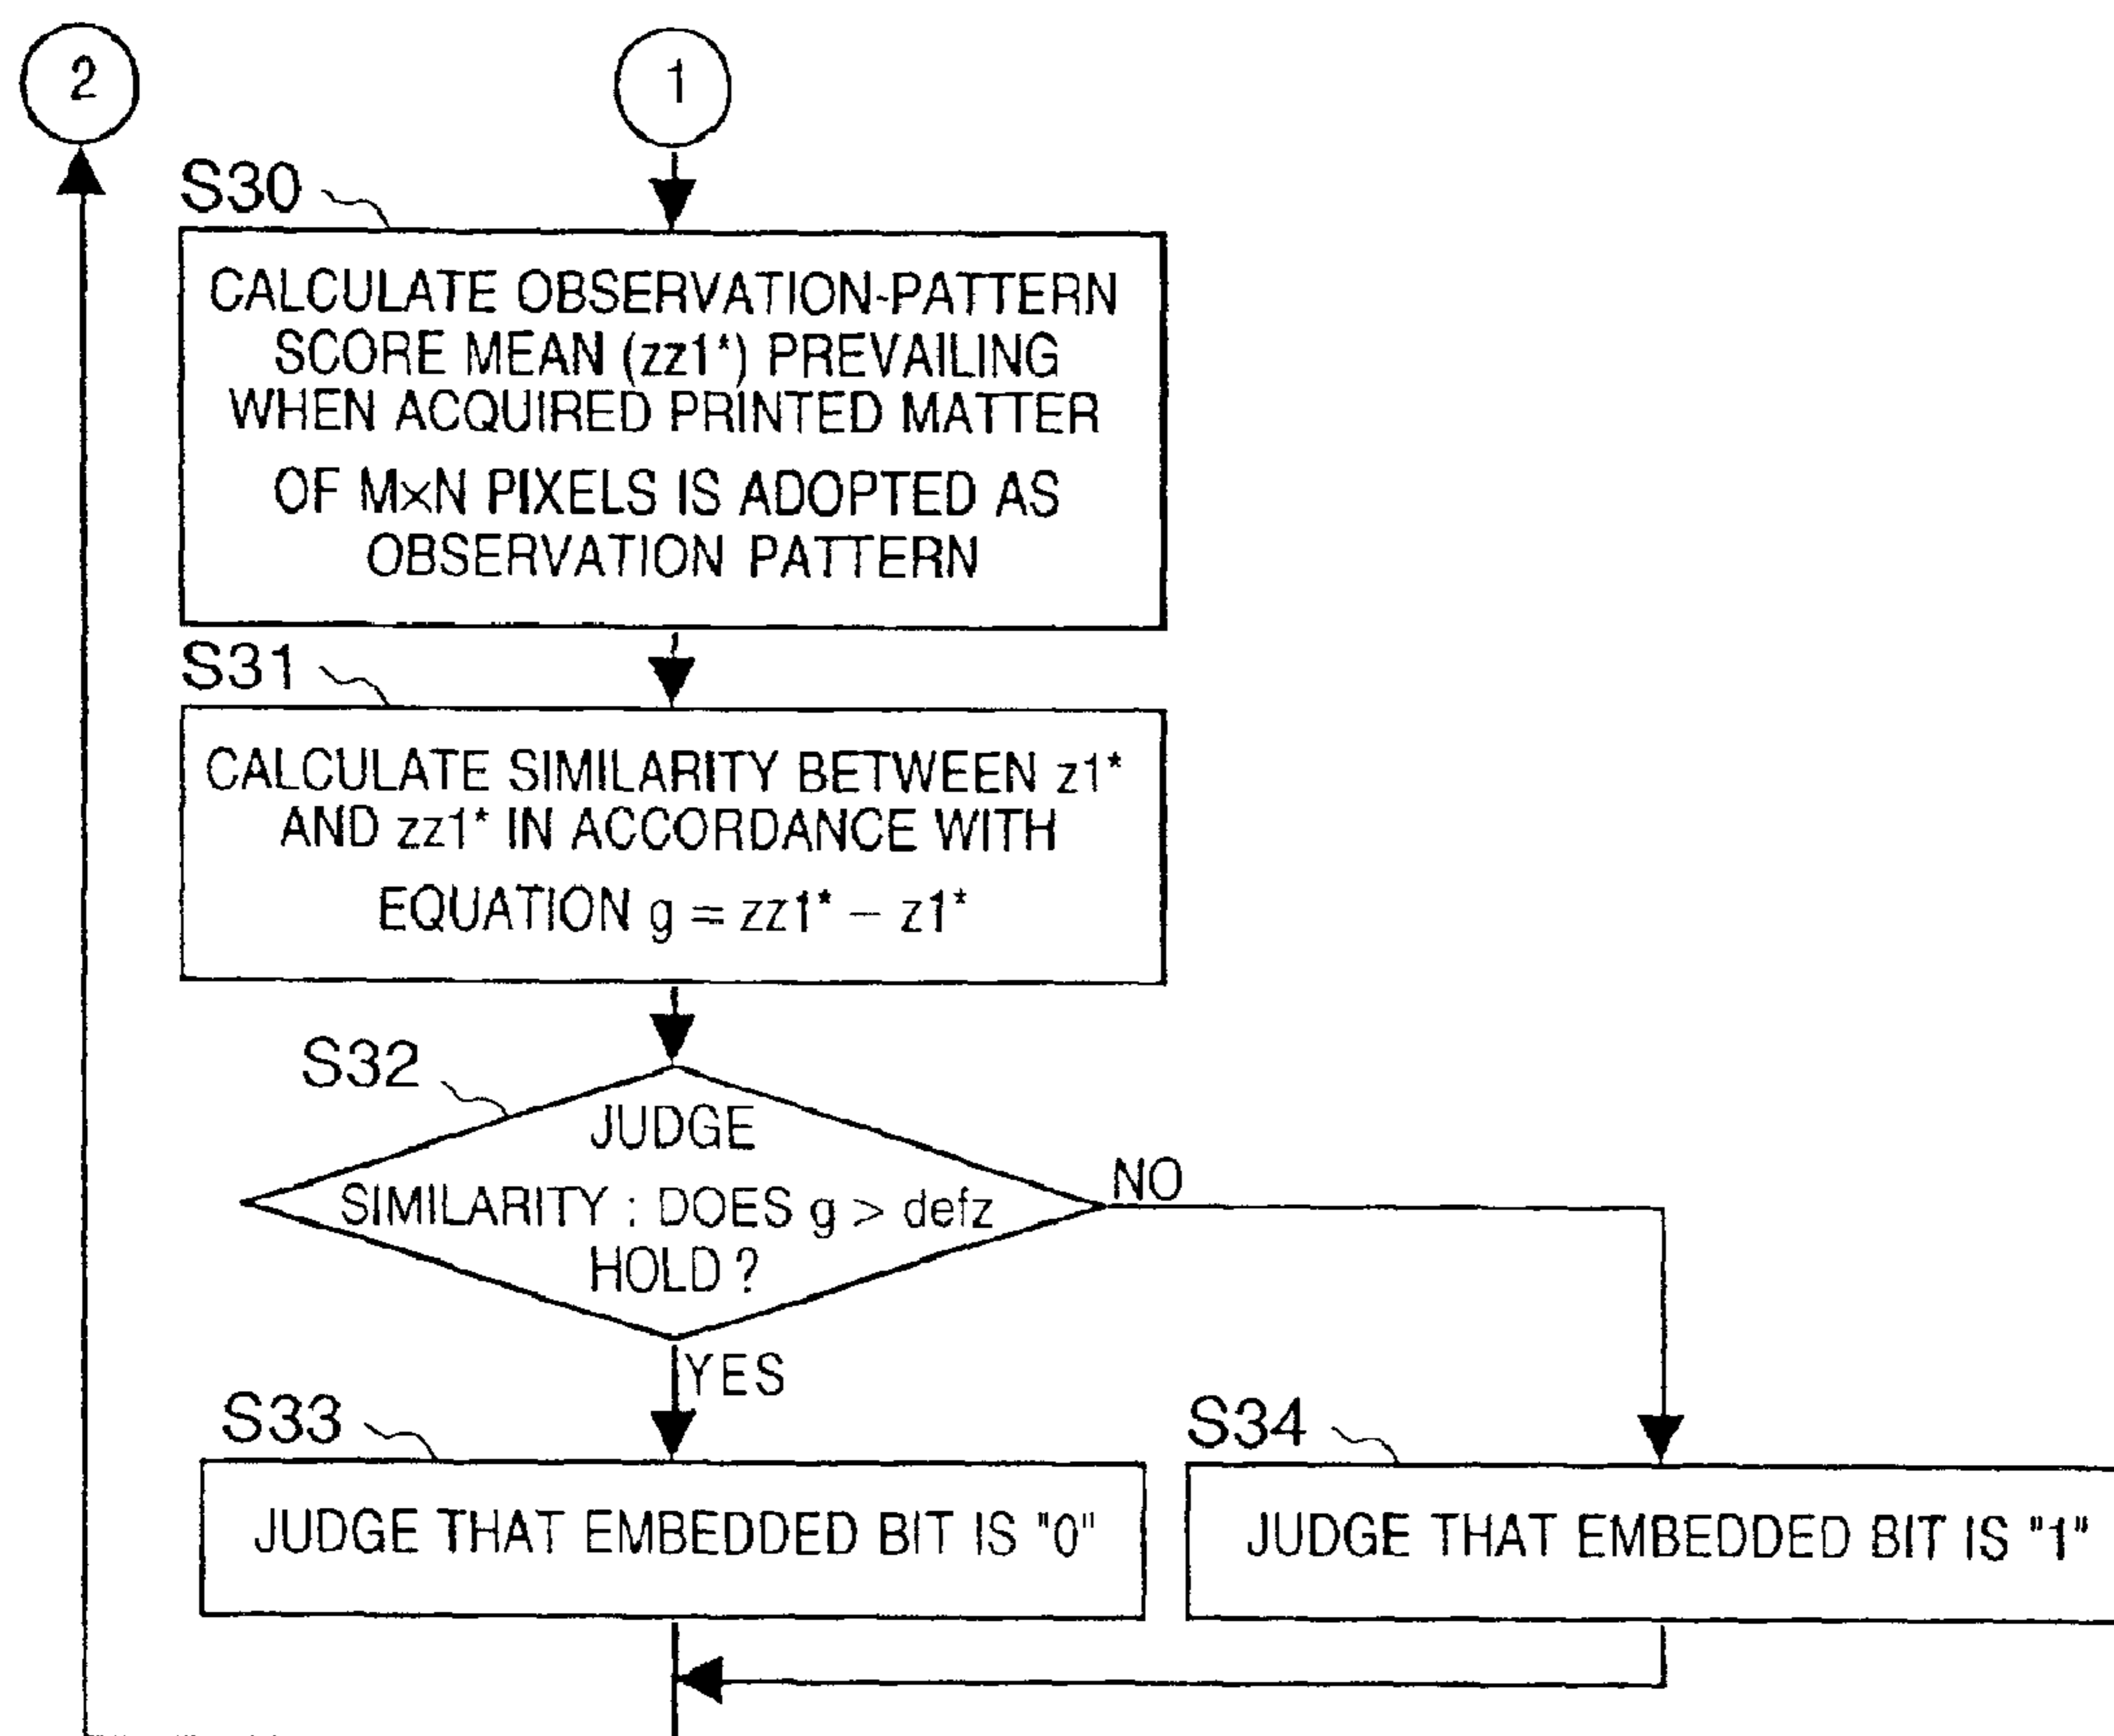 2
1
S30
CALCULATE OBSERVATION-PATTERN
SCORE MEAN (zz1*) PREVAILING
WHEN ACQUIRED PRINTED MATTER
OF M×N PIXELS IS ADOPTED AS
OBSERVATION PATTERN
S31
CALCULATE SIMILARITY BETWEEN z1*
AND zz1* IN ACCORDANCE WITH
EQUATION g = zz1* – z1*
S32
JUDGE
SIMILARITY : DOES g > defz
HOLD ?
NO
YES
S33
JUDGE THAT EMBEDDED BIT IS "0"
S34
JUDGE THAT EMBEDDED BIT IS "1"